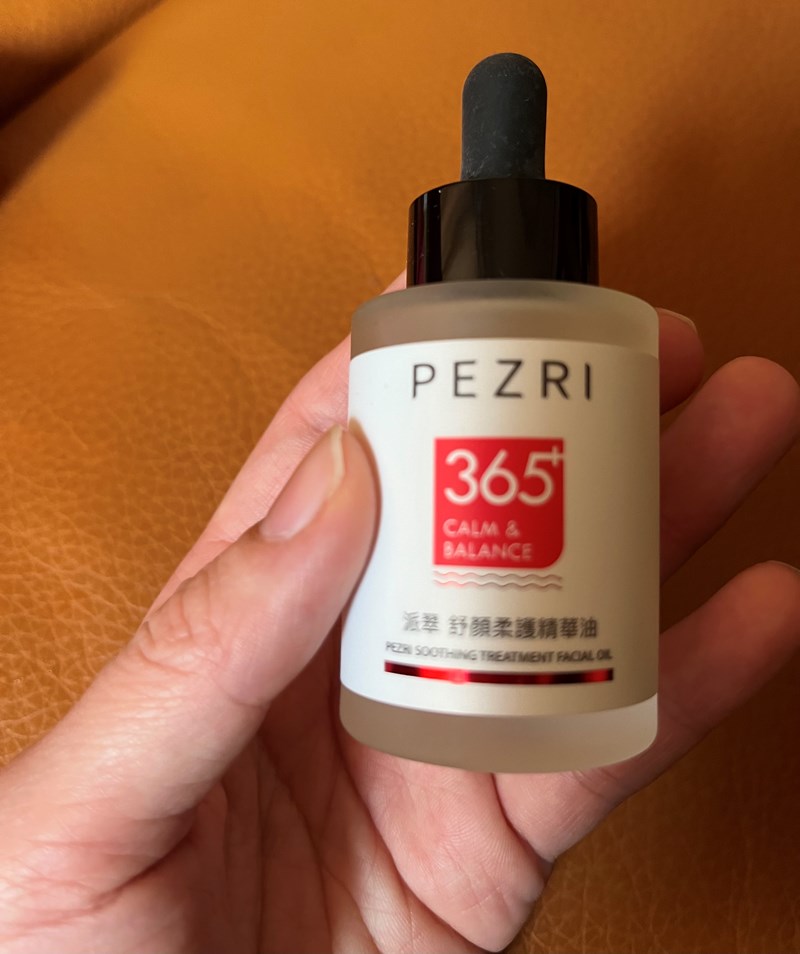 PEZRI
365+
CALM &
BALANCE
派翠 舒顏柔護精華油
PEZRI SOOTHING TREATMENT FACIAL OIL